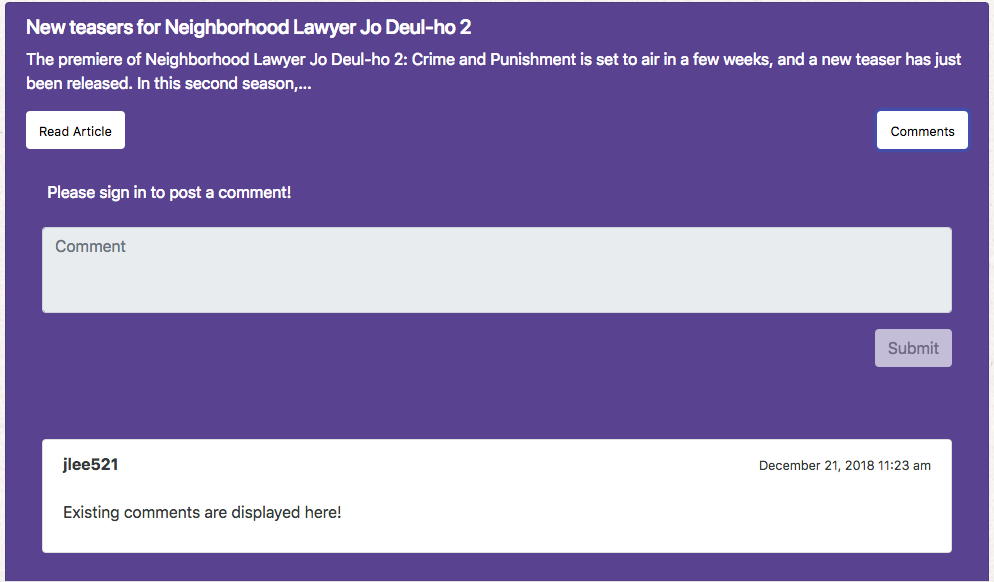 New teasers for Neighborhood Lawyer Jo Deul-ho 2
The premiere of Neighborhood Lawyer Jo Deul-ho 2: Crime and Punishment is set to air in a few weeks, and a new teaser has just
been released. In this second season,...
Read Article
Comments
Please sign in to post a comment!
Comment
Submit
jlee521
December 21, 2018 11:23 am
Existing comments are displayed here!